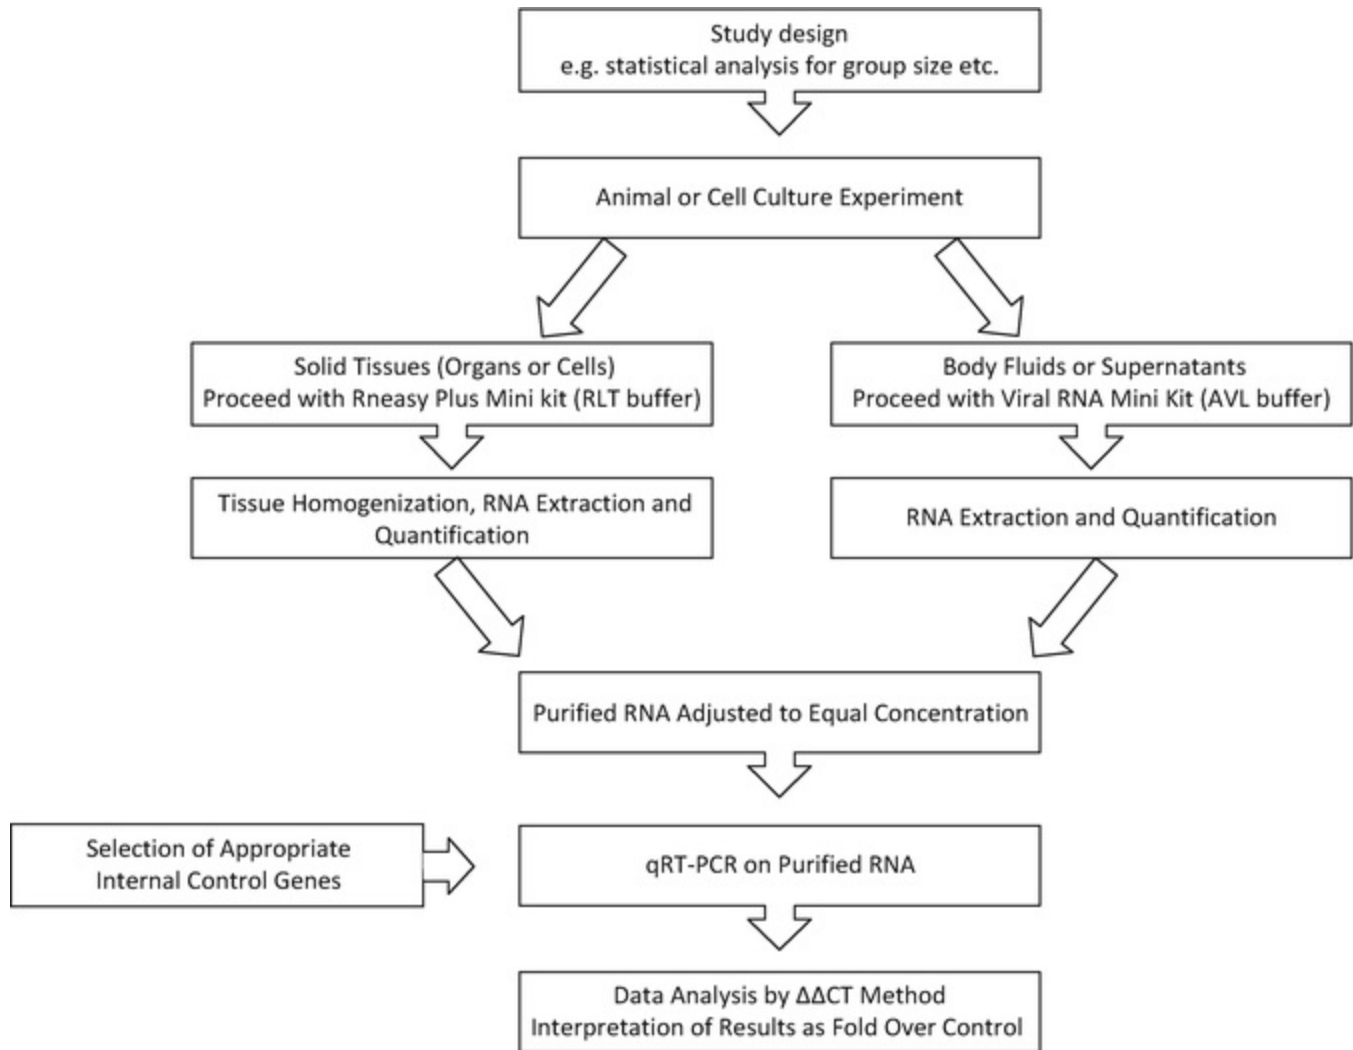 Study design
e.g. statistical analysis for group size etc.
Animal or Cell Culture Experiment
Solid Tissues (Organs or Cells)
Proceed with Rneasy Plus Mini kit (RLT buffer)
Body Fluids or Supernatants
Proceed with Viral RNA Mini Kit (AVL buffer)
Tissue Homogenization, RNA Extraction and
Quantification
RNA Extraction and Quantification
Purified RNA Adjusted to Equal Concentration
Selection of Appropriate
Internal Control Genes
qRT-PCR on Purified RNA
Data Analysis by ΔΔCT Method
Interpretation of Results as Fold Over Control